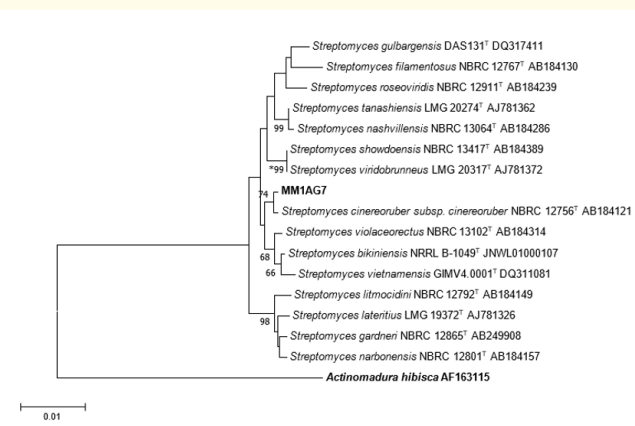 Streptomyces gulbargensis DAS131ᵀ DQ317411
Streptomyces filamentosus NBRC 12767ᵀ AB184130
Streptomyces roseoviridis NBRC 12911ᵀ AB184239
Streptomyces tanashiensis LMG 20274ᵀ AJ781362
99
Streptomyces nashvillensis NBRC 13064ᵀ AB184286
Streptomyces showdoensis NBRC 13417ᵀ AB184389
*99
Streptomyces viridobrunneus LMG 20317ᵀ AJ781372
74
MM1AG7
Streptomyces cinereoruber subsp. cinereoruber NBRC 12756ᵀ AB184121
Streptomyces violaceorectus NBRC 13102ᵀ AB184314
68
Streptomyces bikiniensis NRRL B-1049ᵀ JNWL01000107
66
Streptomyces vietnamensis GIMV4.0001ᵀ DQ311081
Streptomyces litmocidini NBRC 12792ᵀ AB184149
98
Streptomyces lateritius LMG 19372ᵀ AJ781326
Streptomyces gardneri NBRC 12865ᵀ AB249908
Streptomyces narbonensis NBRC 12801ᵀ AB184157
Actinomadura hibisca AF163115
0.01